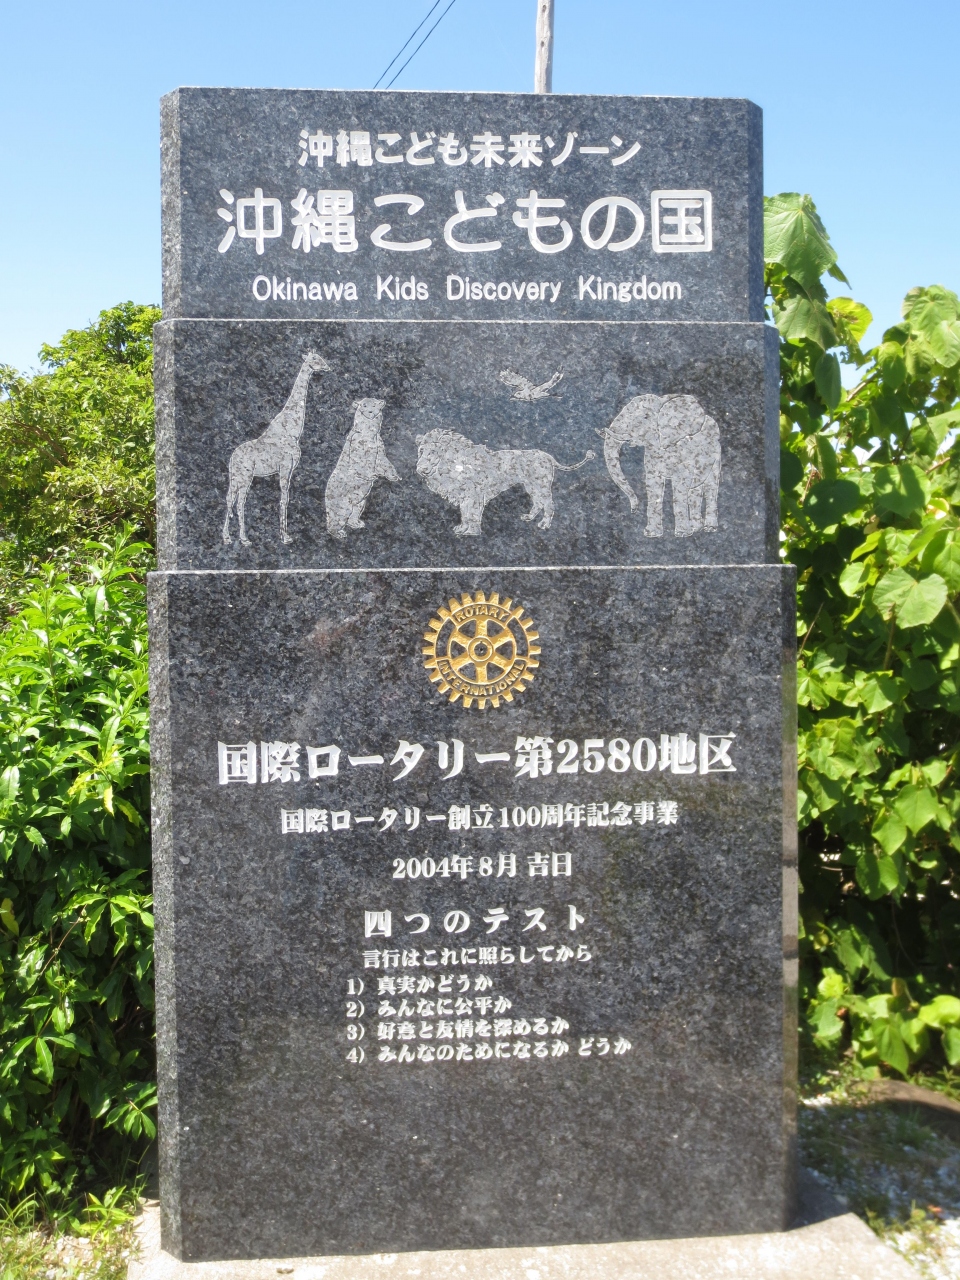 沖縄こども未来ゾーン
沖縄こどもの国
Okinawa Kids Discovery Kingdom
ROTARY
INTERNATIONAL
国際ロータリー第2580地区
国際ロータリー創立100周年記念事業
2004年8月 吉日
四つのテスト
言行はこれに照らしてから
1) 真実かどうか
2) みんなに公平か
3) 好意と友情を深めるか
4) みんなのためになるか どうか